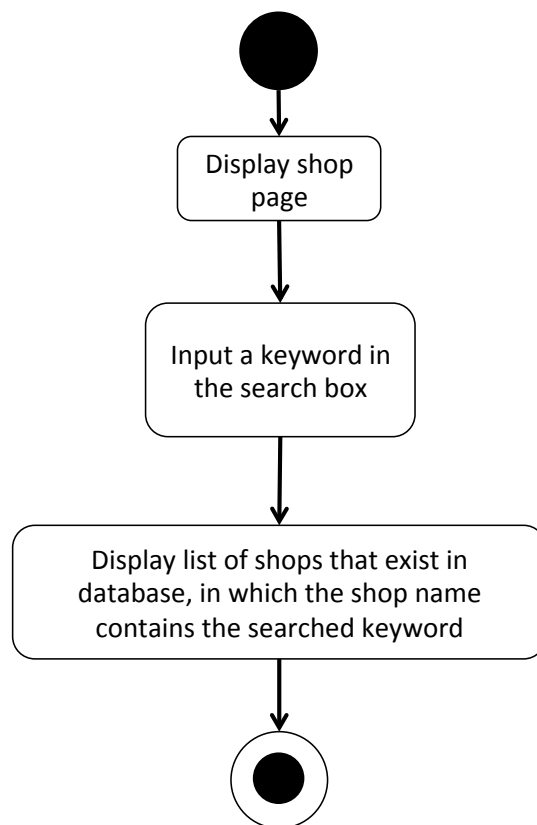 Display shop
page
Input a keyword in
the search box
Display list of shops that exist in
database, in which the shop name
contains the searched keyword